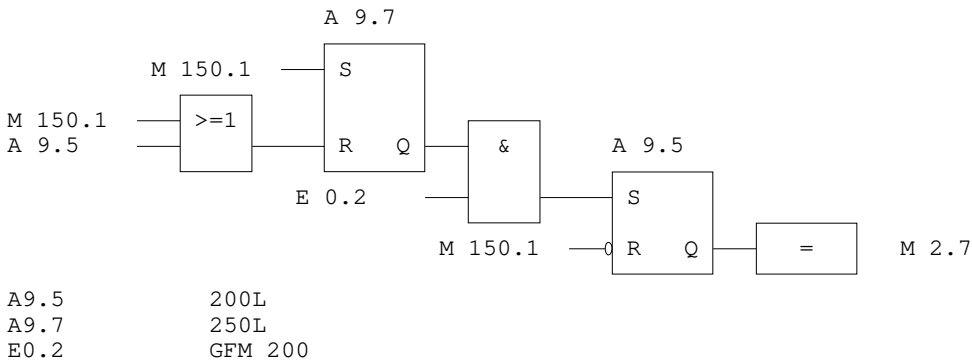 A 9.7
M 150.1 S
M 150.1 >=1
A 9.5 R Q & A 9.5
E 0.2 S
M 150.1 R Q = M 2.7
A9.5 200L
A9.7 250L
E0.2 GFM 200